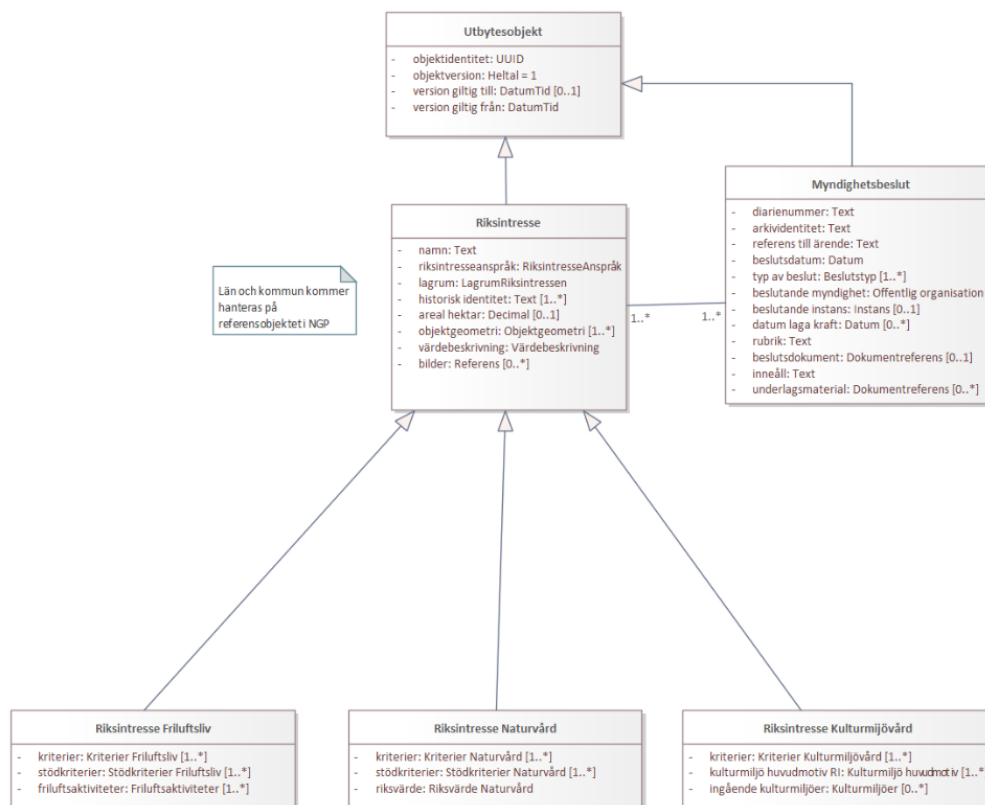 Utbytesobjekt
- objektidentitet: UUID
- objektversion: Heltal = 1
- version giltig till: DatumTid [0..1]
- version giltig från: DatumTid
Myndighetsbeslut
- diarienummer: Text
- arkividentitet: Text
- referens till ärende: Text
- beslutsdatum: Datum
- typ av beslut: Beslutstyp [1..*]
- beslutande myndighet: Offentlig organisation
- beslutande instans: Instans [0..1]
- datum laga kraft: Datum [0..*]
- rubrik: Text
- beslutsdokument: Dokumentreferens [0..1]
- inneåll: Text
- underlagsmaterial: Dokumentreferens [0..*]
Riksintresse
- namn: Text
- riksintresseanspråk: RiksintresseAnspråk
- lagrum: LagrumRiksintressen
- historisk identitet: Text [1..*]
- areal hektar: Decimal [0..1]
- objektgeometri: Objektgeometri [1..*]
- värdebeskrivning: Värdebeskrivning
- bilder: Referens [0..*]
1..*
1..*
Län och kommun kommer
hanteras på
referensobjektet i NGP
Riksintresse Friluftsliv
- kriterier: Kriterier Friluftsliv [1..*]
- stödkriterier: Stödkriterier Friluftsliv [1..*]
- friluftsaktiviteter: Friluftsaktiviteter [1..*]
Riksintresse Naturvård
- kriterier: Kriterier Naturvård [1..*]
- stödkriterier: Stödkriterier Naturvård [1..*]
- riksvärde: Riksvärde Naturvård
Riksintresse Kulturmijövård
- kriterier: Kriterier Kulturmiljövård [1..*]
- kulturmiljö huvudmotiv RI: Kulturmiljö huvudmotiv [1..*]
- ingående kulturmiljöer: Kulturmiljöer [0..*]